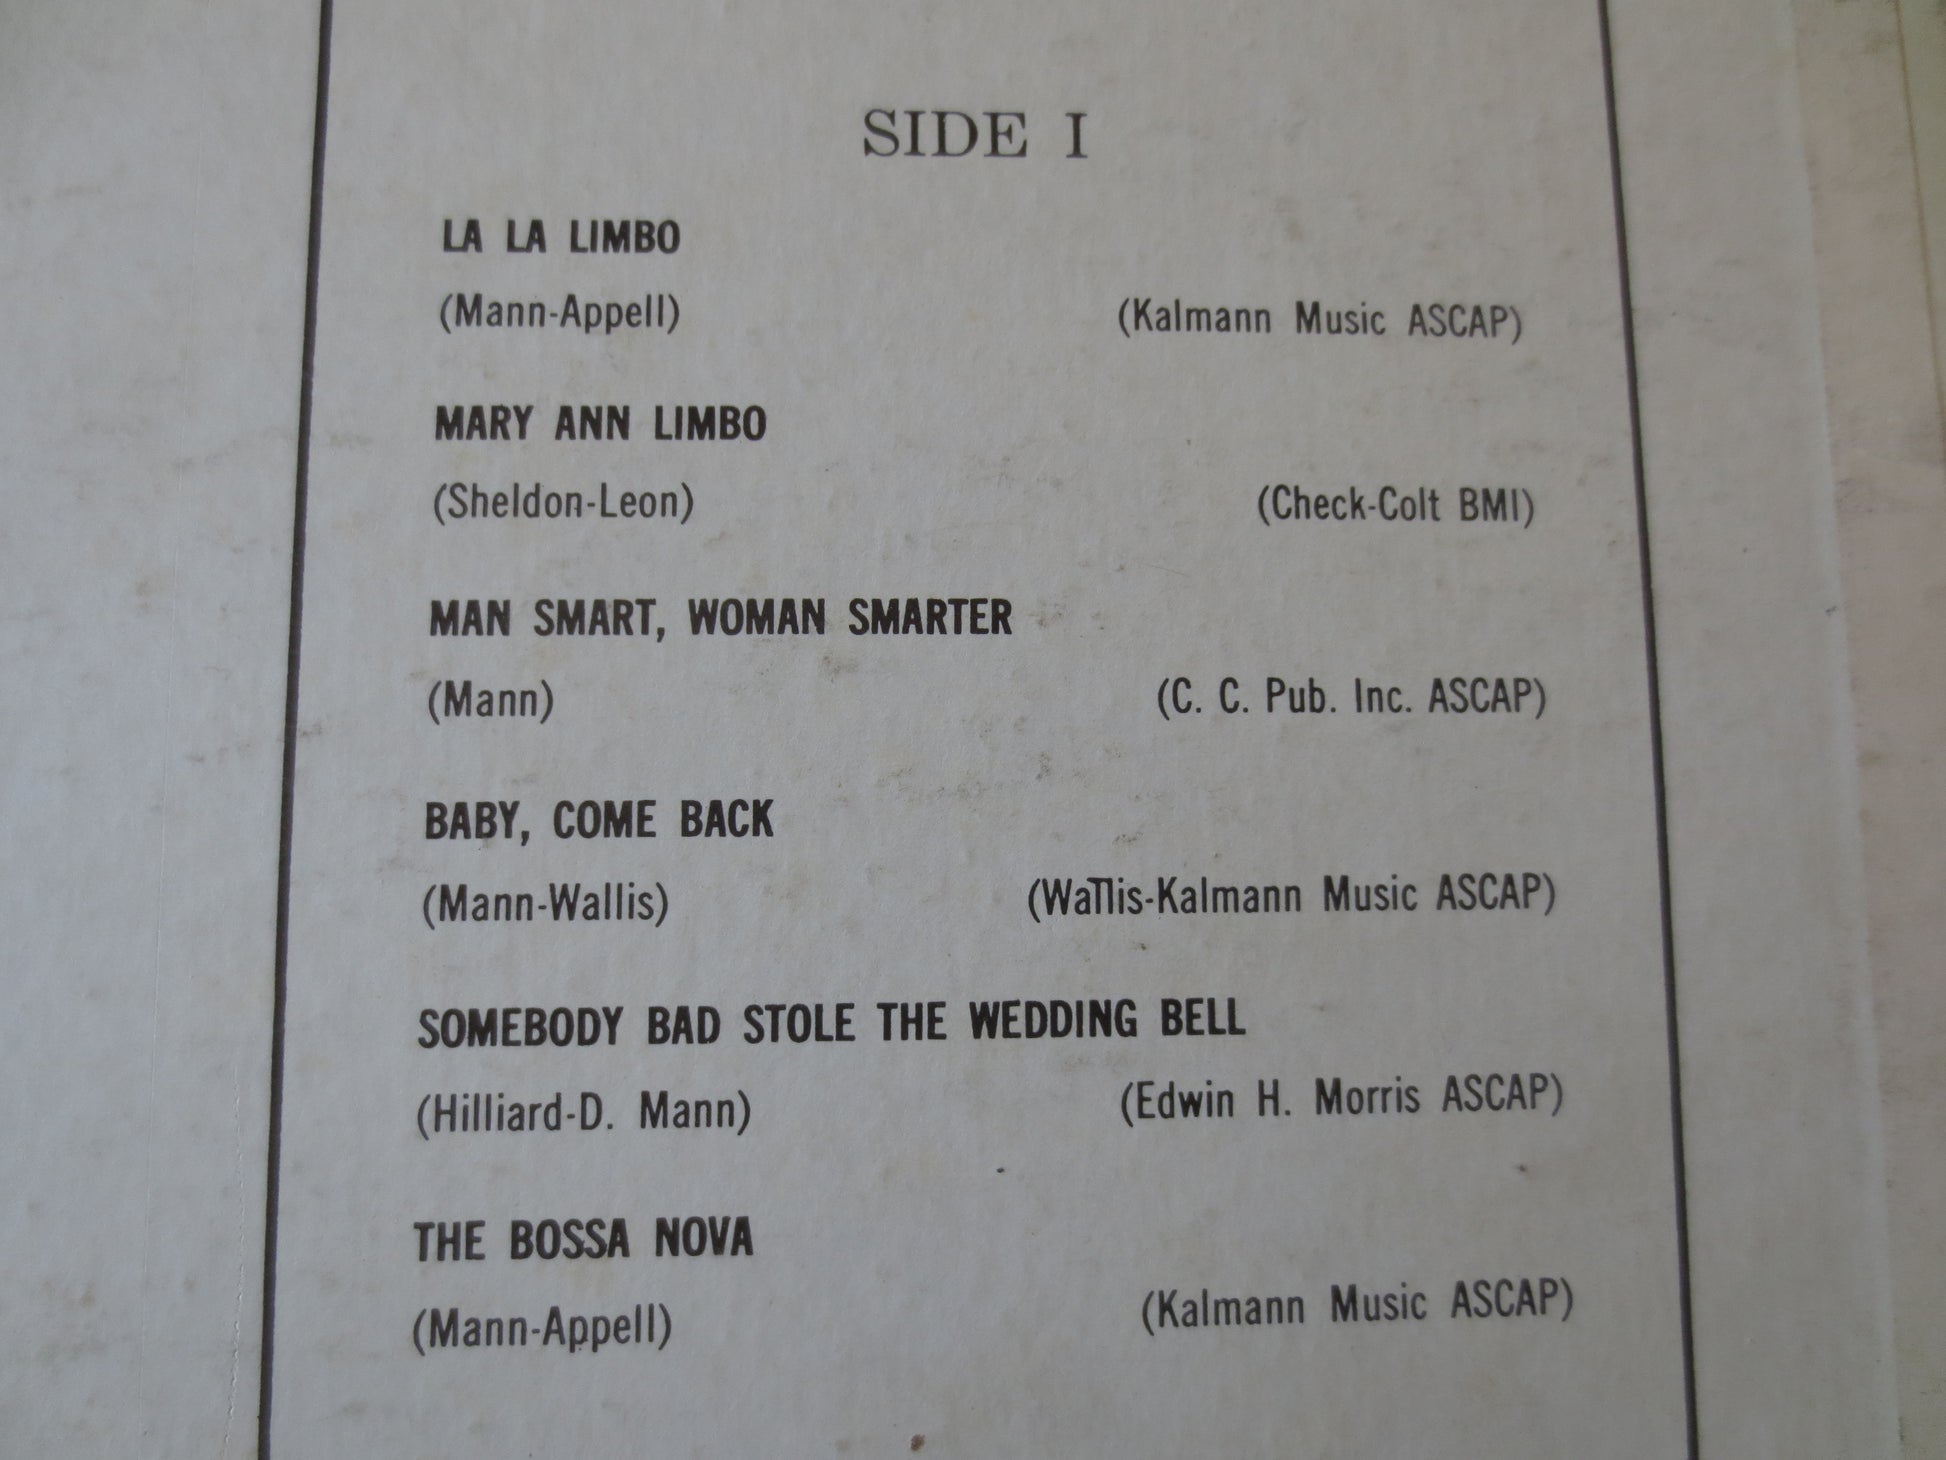 SIDE I
LA LA LIMBO
(Mann-Appell) (Kalmann Music ASCAP)
MARY ANN LIMBO
(Sheldon-Leon) (Check-Colt BMI)
MAN SMART, WOMAN SMARTER
(Mann) (C. C. Pub. Inc. ASCAP)
BABY, COME BACK
(Mann-Wallis) (Wallis-Kalmann Music ASCAP)
SOMEBODY BAD STOLE THE WEDDING BELL
(Hilliard-D. Mann) (Edwin H. Morris ASCAP)
THE BOSSA NOVA
(Mann-Appell) (Kalmann Music ASCAP)